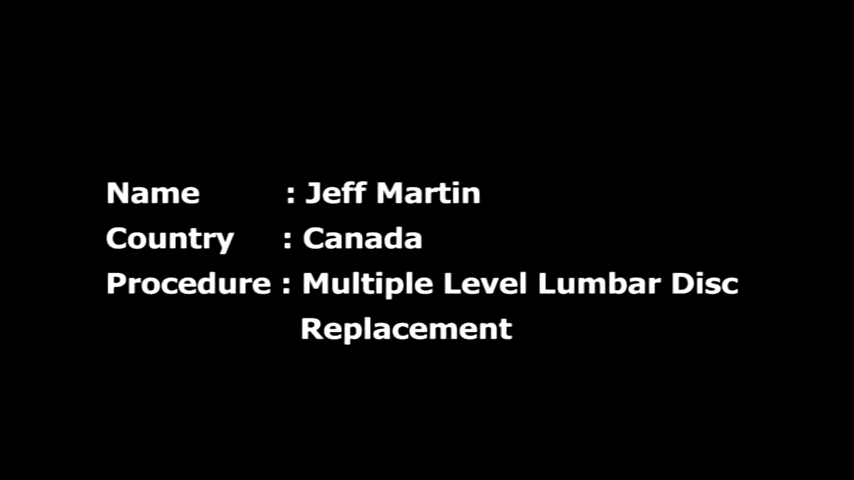 Name : Jeff Martin
Country : Canada
Procedure : Multiple Level Lumbar Disc
Replacement